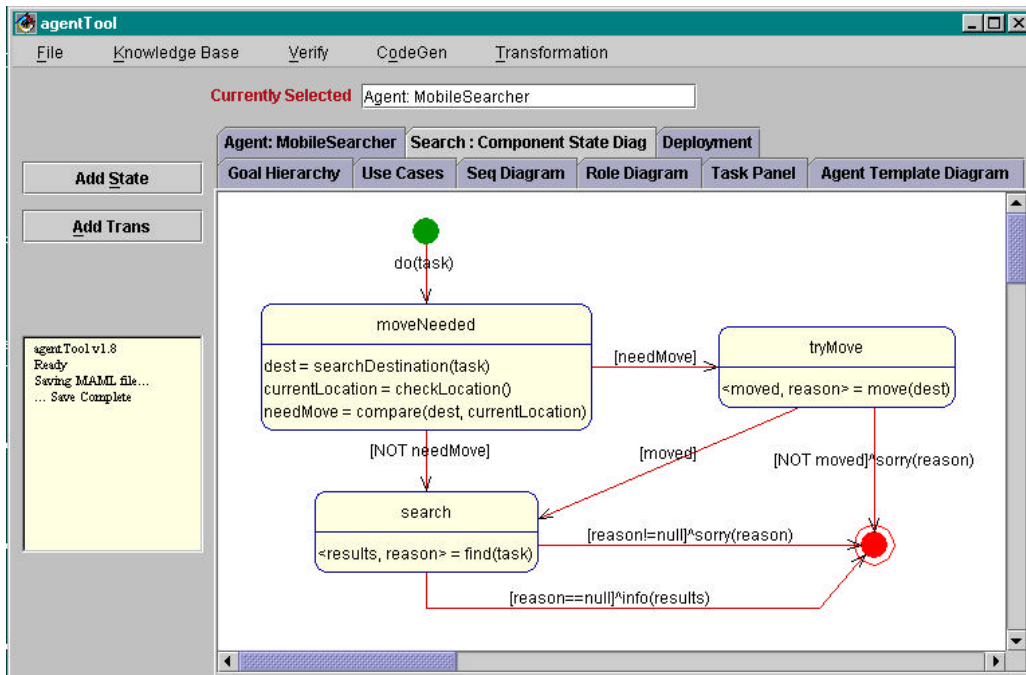 agentTool
File Knowledge Base Verify CodeGen Transformation
Currently Selected Agent: MobileSearcher
Agent: MobileSearcher Search : Component State Diag Deployment
Goal Hierarchy Use Cases Seq Diagram Role Diagram Task Panel Agent Template Diagram
Add State
Add Trans
agentTool v1.8
Ready
Saving MAML file...
... Save Complete
do(task)
moveNeeded
dest = searchDestination(task)
currentLocation = checkLocation()
needMove = compare(dest, currentLocation)
[needMove]
tryMove
<moved, reason> = move(dest)
[NOT needMove]
[moved]
[NOT moved]^sorry(reason)
search
<results, reason> = find(task)
[reason!=null]^sorry(reason)
[reason==null]^info(results)